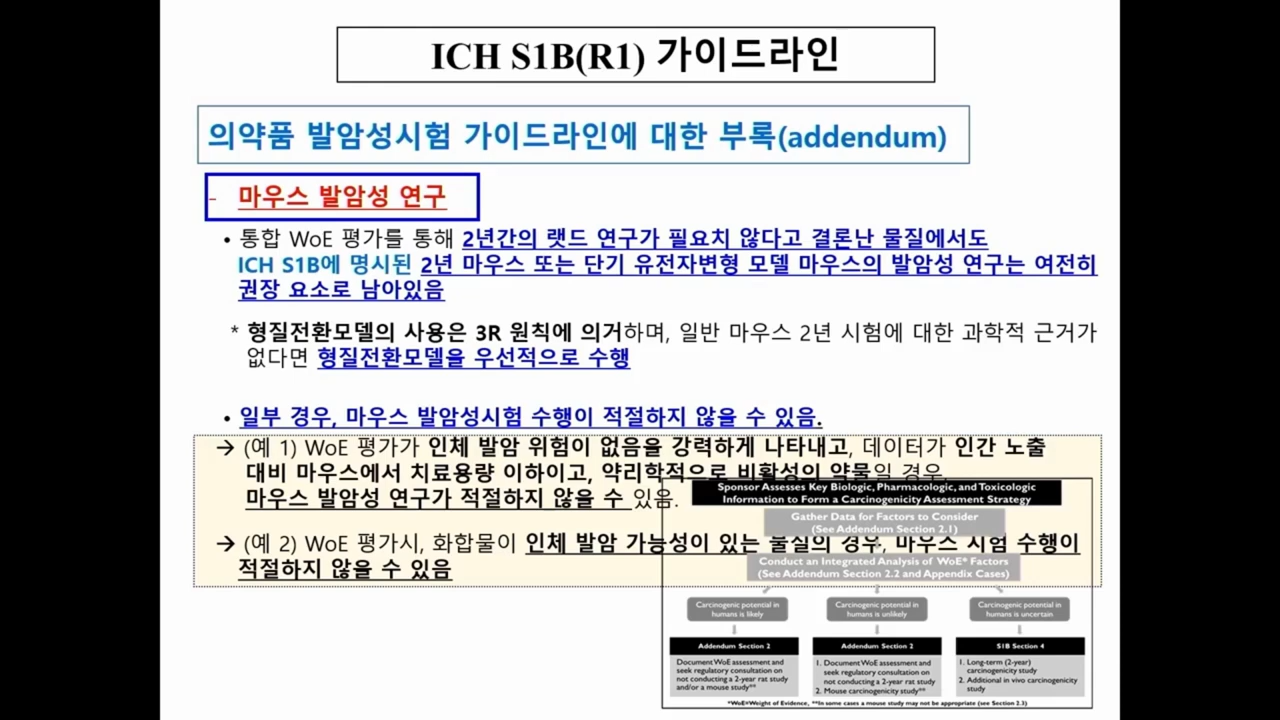 ICH S1B(R1) 가이드라인
의약품 발암성시험 가이드라인에 대한 부록(addendum)
- 마우스 발암성 연구
• 통합 WoE 평가를 통해 2년간의 랫드 연구가 필요치 않다고 결론난 물질에서도
ICH S1B에 명시된 2년 마우스 또는 단기 유전자변형 모델 마우스의 발암성 연구는 여전히
권장 요소로 남아있음
* 형질전환모델의 사용은 3R 원칙에 의거하며, 일반 마우스 2년 시험에 대한 과학적 근거가
없다면 형질전환모델을 우선적으로 수행
• 일부 경우, 마우스 발암성시험 수행이 적절하지 않을 수 있음.
→ (예 1) WoE 평가가 인체 발암 위험이 없음을 강력하게 나타내고, 데이터가 인간 노출
대비 마우스에서 치료용량 이하이고, 약리학적으로 비활성의 약물일 경우,
마우스 발암성 연구가 적절하지 않을 수 있음.
→ (예 2) WoE 평가시, 화합물이 인체 발암 가능성이 있는 물질의 경우, 마우스 시험 수행이
적절하지 않을 수 있음
Sponsor Assesses Key Biologic, Pharmacologic, and Toxicologic
Information to Form a Carcinogenicity Assessment Strategy
Gather Data for Factors to Consider
(See Addendum Section 2.1)
Conduct an Integrated Analysis of WoE* Factors
(See Addendum Section 2.2 and Appendix Cases)
Carcinogenic potential in
humans is likely
Carcinogenic potential in
humans is unlikely
Carcinogenic potential in
humans is uncertain
Addendum Section 2
Document WoE assessment and
seek regulatory consultation on
not conducting a 2-year rat study
and/or a mouse study**
Addendum Section 2
1. Document WoE assessment and
seek regulatory consultation on
not conducting a 2-year rat study
2. Mouse carcinogenicity study**
S1B Section 4
1. Long-term (2-year)
carcinogenicity study
2. Additional in vivo carcinogenicity
study
*WoE=Weight of Evidence, **In some cases a mouse study may not be appropriate (see Section 2.3)